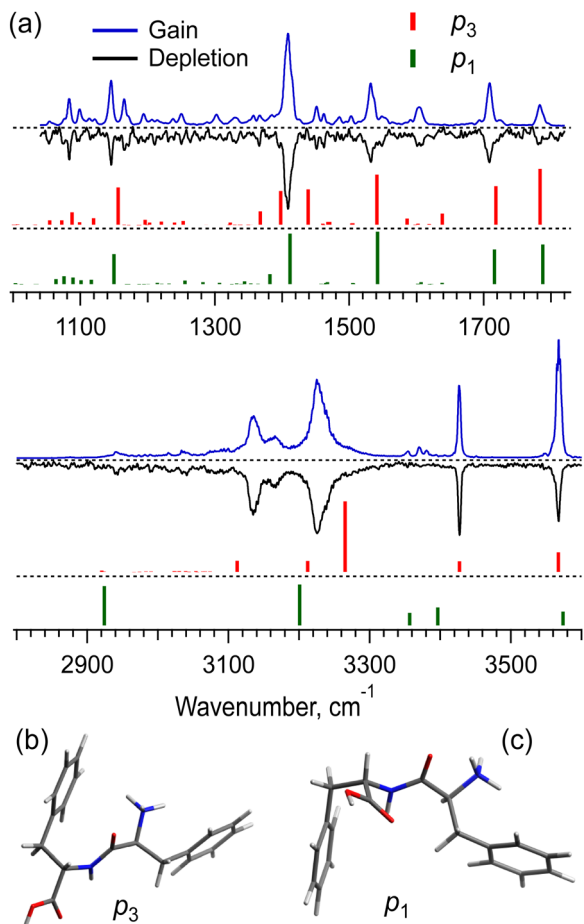 (a)
Gain
Depletion
p3
p1
1100 1300 1500 1700
2900 3100 3300 3500
Wavenumber, cm-1
(b)
(c)
p3
p1